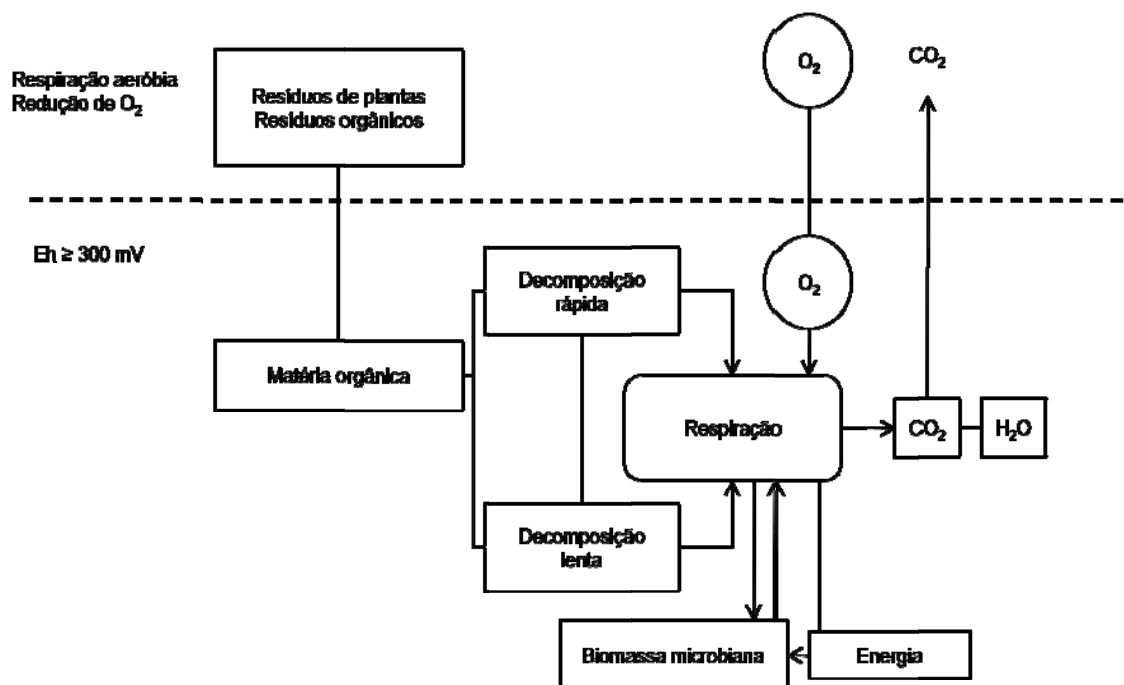 Respiração aeróbia
Redução de O₂
Resíduos de plantas
Resíduos orgânicos
O₂
CO₂
Eh ≥ 300 mV
Decomposição
rápida
O₂
Matéria orgânica
Respiração
CO₂
H₂O
Decomposição
lenta
Biomassa microbiana
Energia